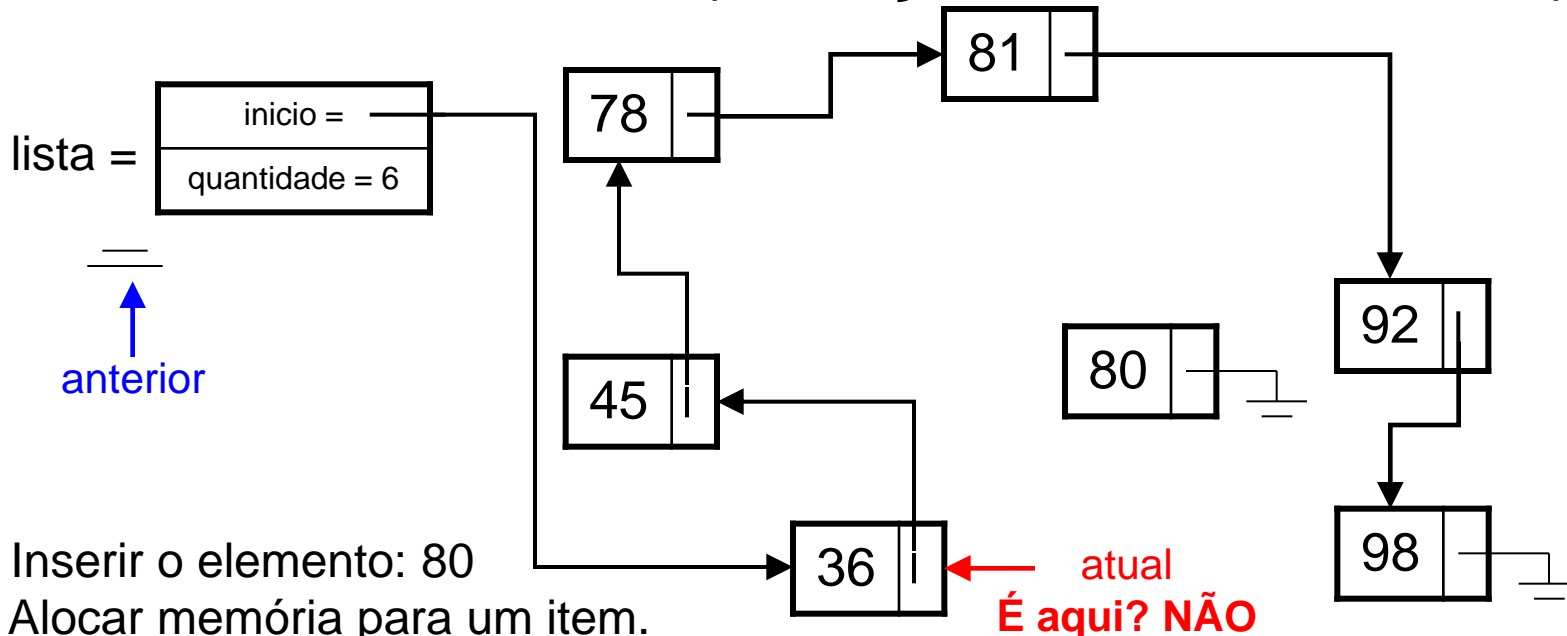 81
inicio =
78
lista =
quantidade = 6
92
80
anterior
45
Inserir o elemento: 80
36
atual
98
Alocar memória para um item.
É aqui? NÃO